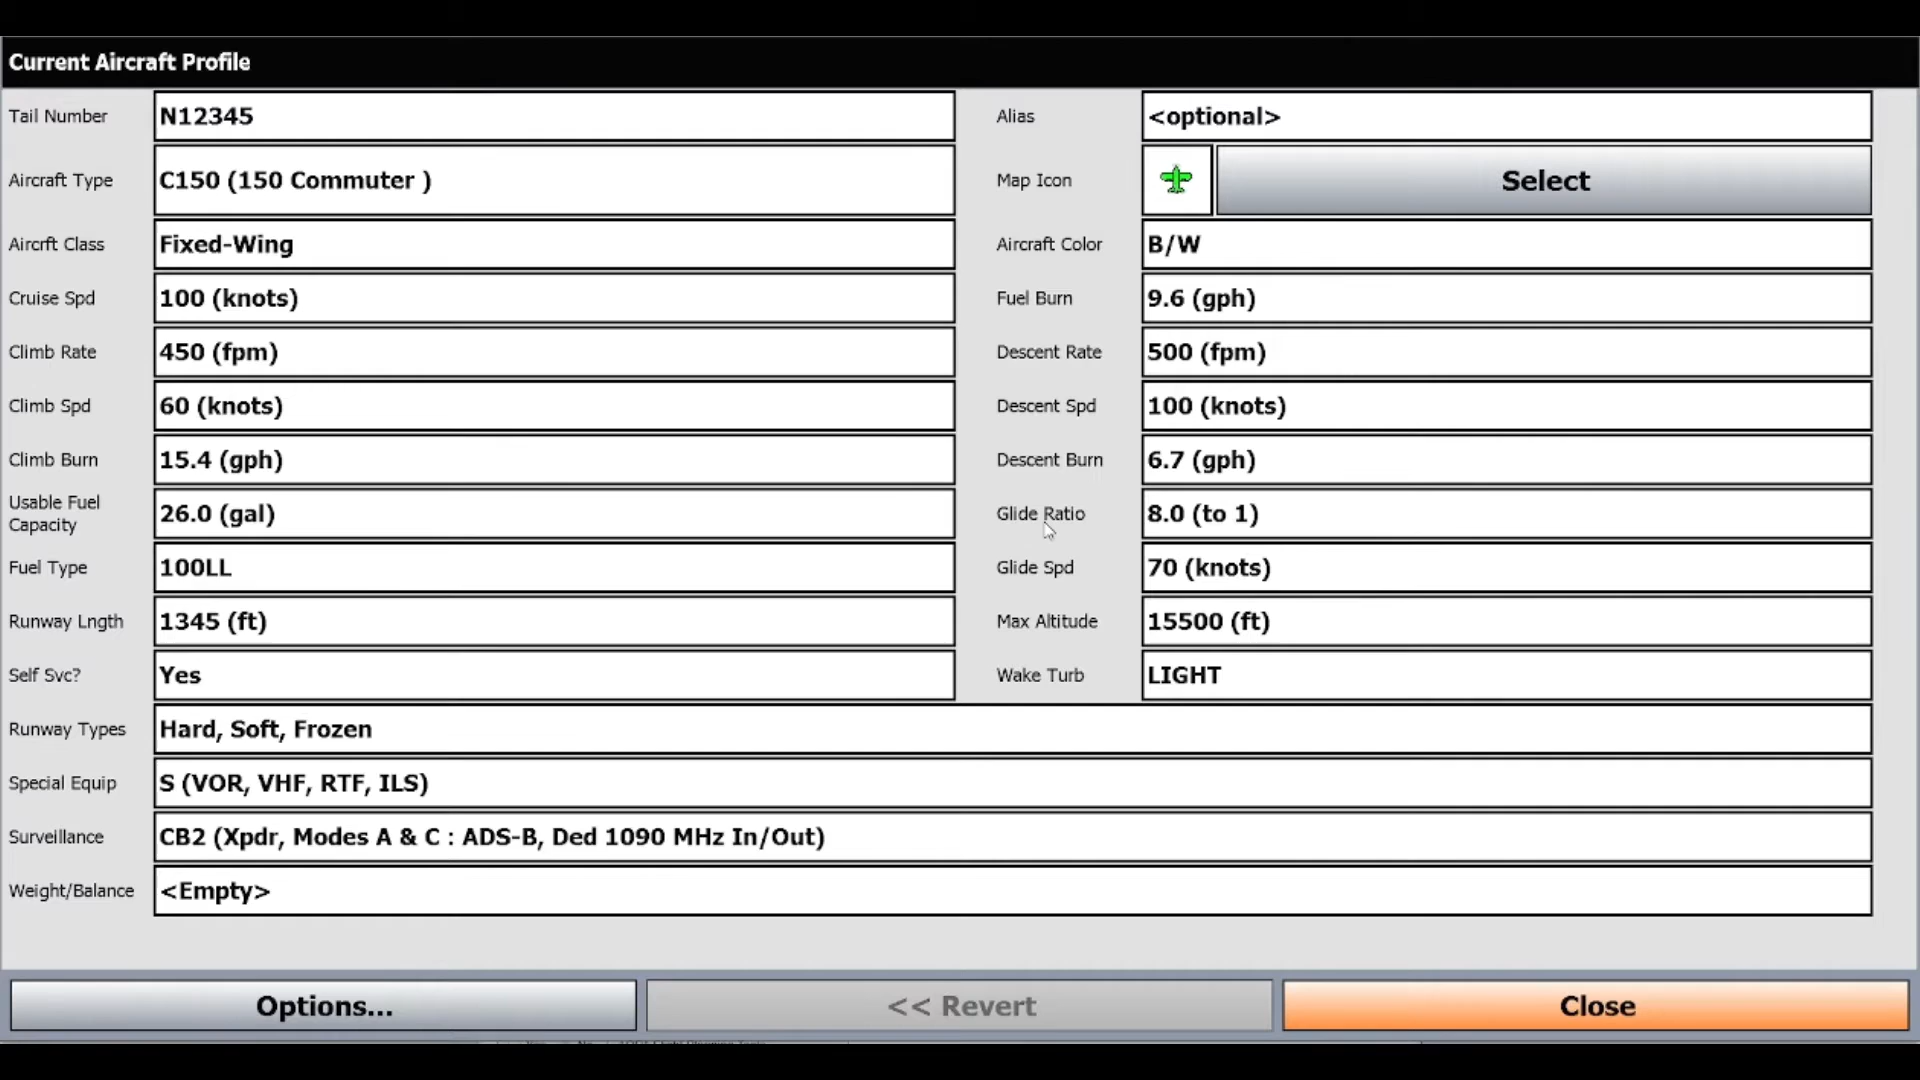 Current Aircraft Profile
Tail Number N12345 Alias <optional>
Aircraft Type C150 (150 Commuter ) Map Icon Select
Aircrft Class Fixed-Wing Aircraft Color B/W
Cruise Spd 100 (knots) Fuel Burn 9.6 (gph)
Climb Rate 450 (fpm) Descent Rate 500 (fpm)
Climb Spd 60 (knots) Descent Spd 100 (knots)
Climb Burn 15.4 (gph) Descent Burn 6.7 (gph)
Usable Fuel
Capacity 26.0 (gal) Glide Ratio 8.0 (to 1)
Fuel Type 100LL Glide Spd 70 (knots)
Runway Lngth 1345 (ft) Max Altitude 15500 (ft)
Self Svc? Yes Wake Turb LIGHT
Runway Types Hard, Soft, Frozen
Special Equip S (VOR, VHF, RTF, ILS)
Surveillance CB2 (Xpdr, Modes A & C : ADS-B, Ded 1090 MHz In/Out)
Weight/Balance <Empty>
Options... << Revert Close